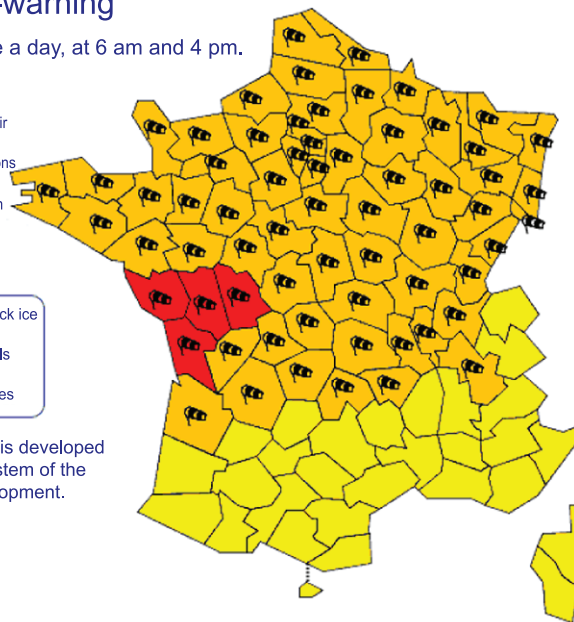 warning
e a day, at 6 am and 4 pm.
ir
ons
n
ck ice
ls
es
is developed
stem of the
opment.